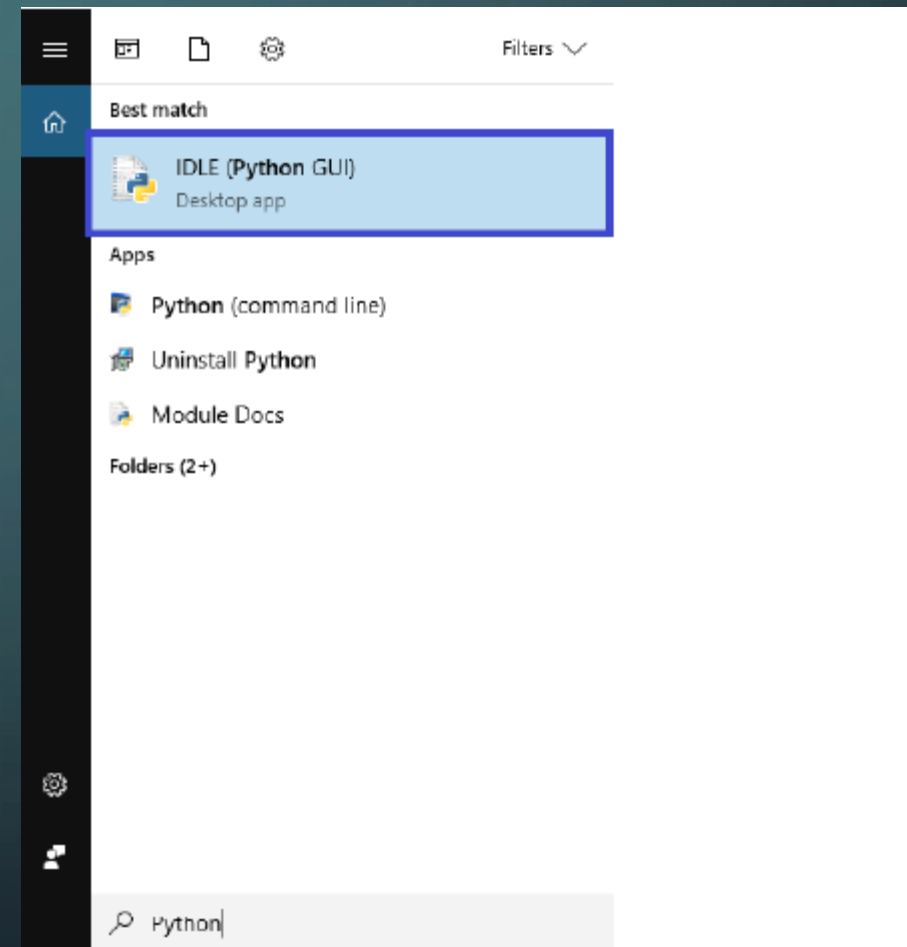 Filters
Best match
IDLE (Python GUI)
Desktop app
Apps
Python (command line)
Uninstall Python
Module Docs
Folders (2+)
Python